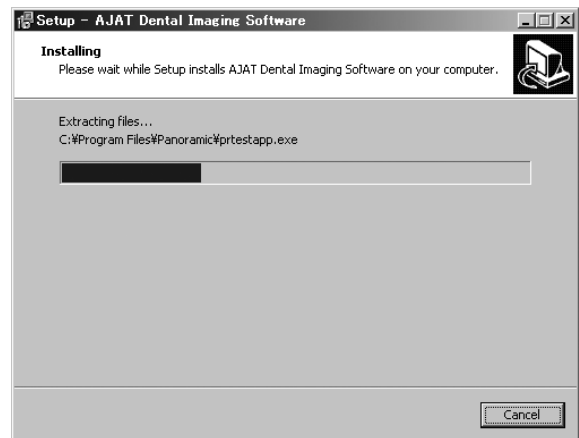 Setup - AJAT Dental Imaging Software
Installing
Please wait while Setup installs AJAT Dental Imaging Software on your computer.
Extracting files...
C:¥Program Files¥Panoramic¥prtestapp.exe
Cancel